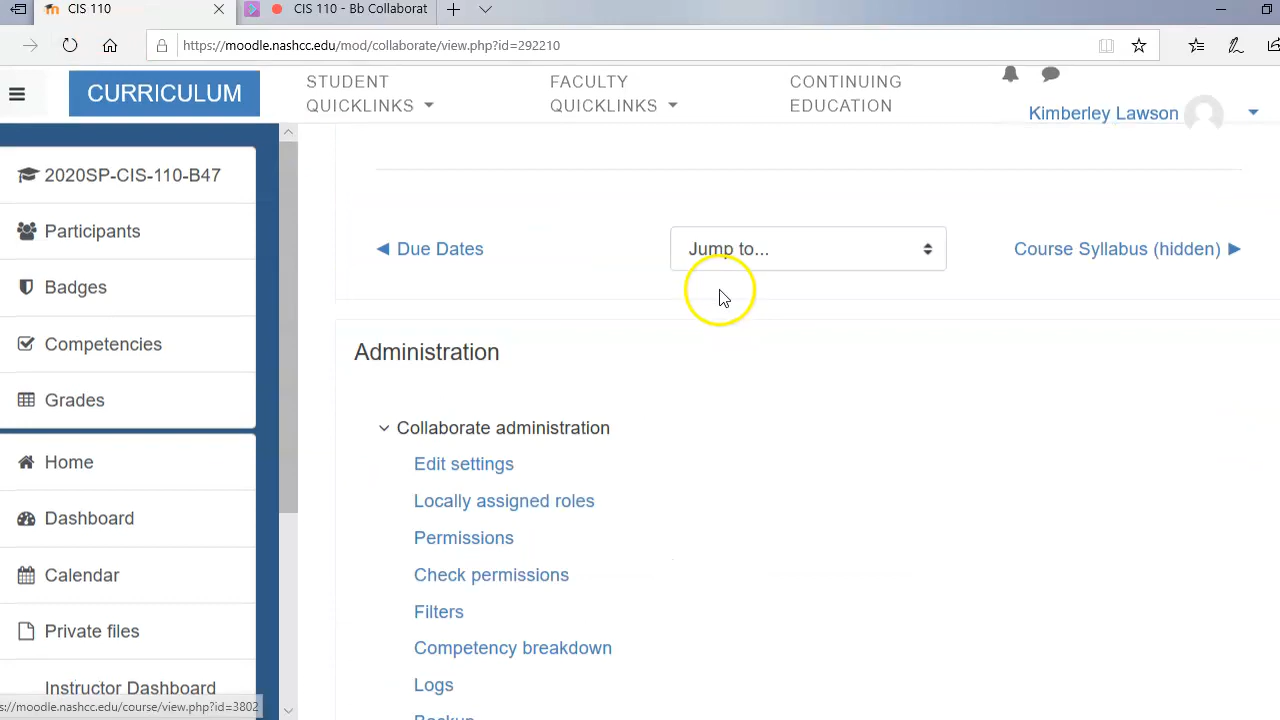 CIS 110
CIS 110 - Bb Collaborat
https://moodle.nashcc.edu/mod/collaborate/view.php?id=292210
CURRICULUM
STUDENT
QUICKLINKS
FACULTY
QUICKLINKS
CONTINUING
EDUCATION
Kimberley Lawson
2020SP-CIS-110-B47
Participants
Badges
Competencies
Grades
Home
Dashboard
Calendar
Private files
Instructor Dashboard
s://moodle.nashcc.edu/course/view.php?id=3802
Due Dates
Jump to...
Course Syllabus (hidden)
Administration
Collaborate administration
Edit settings
Locally assigned roles
Permissions
Check permissions
Filters
Competency breakdown
Logs
Backup